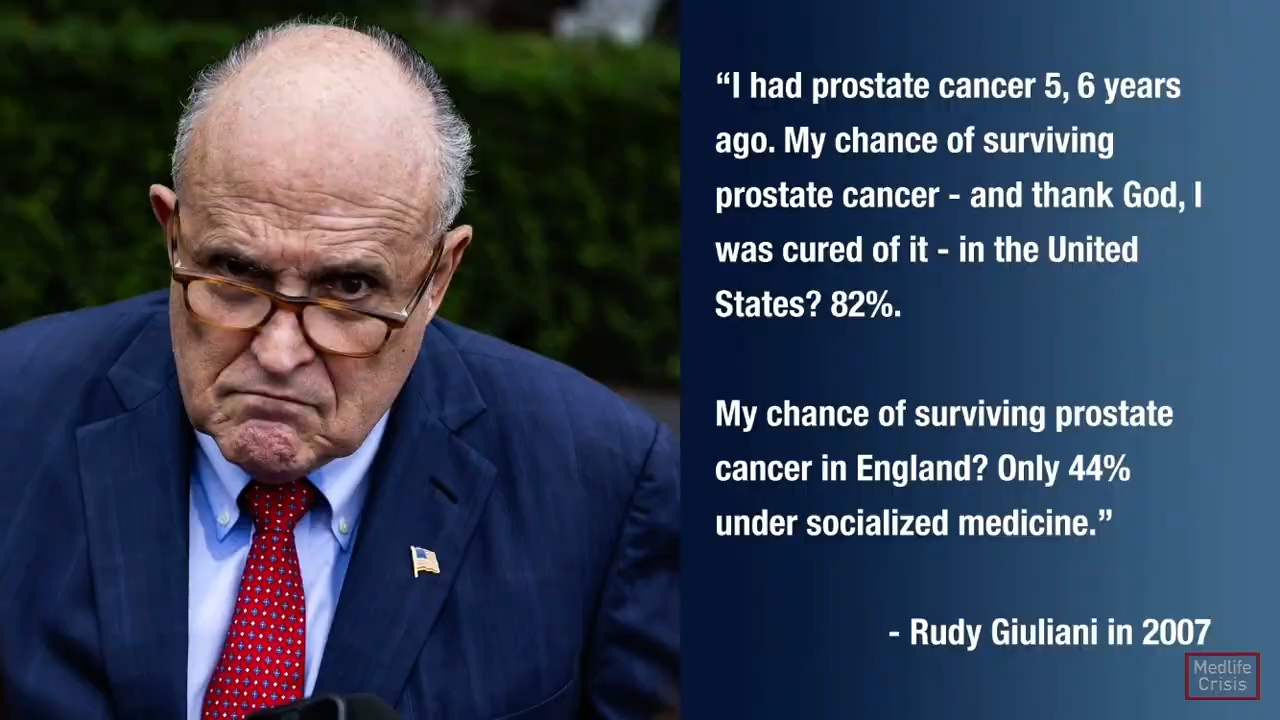 “I had prostate cancer 5, 6 years
ago. My chance of surviving
prostate cancer - and thank God, I
was cured of it - in the United
States? 82%.
My chance of surviving prostate
cancer in England? Only 44%
under socialized medicine.”
- Rudy Giuliani in 2007
Medlife
Crisis